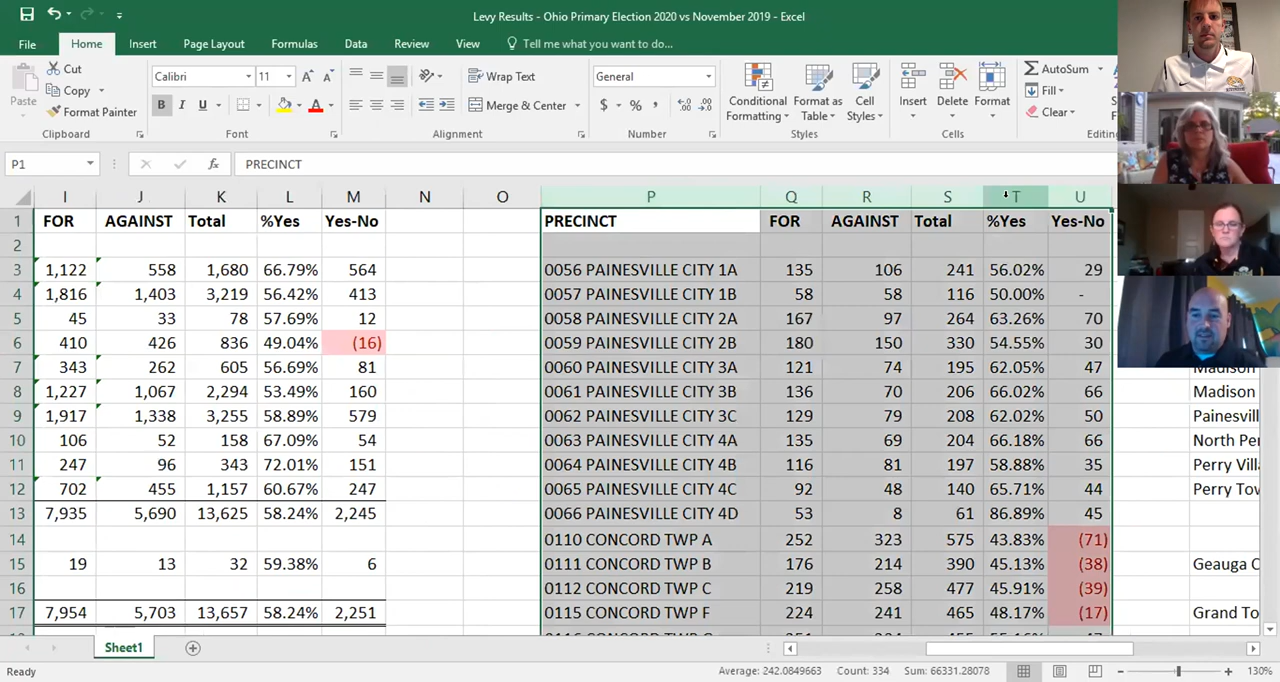 Levy Results - Ohio Primary Election 2020 vs November 2019 - Excel
File Home Insert Page Layout Formulas Data Review View Tell me what you want to do...
Cut
Copy
Format Painter
Paste
Clipboard
Calibri 11
B I U
Font
Wrap Text
Merge & Center
Alignment
General
$ % ,
Number
Conditional Formatting
Format as Table
Cell Styles
Styles
Insert Delete Format
Cells
AutoSum
Fill
Clear
Editing
P1 fx PRECINCT
I J K L M N O P Q R S T U
1 FOR AGAINST Total %Yes Yes-No PRECINCT FOR AGAINST Total %Yes Yes-No
2
3 1,122 558 1,680 66.79% 564 0056 PAINESVILLE CITY 1A 135 106 241 56.02% 29
4 1,816 1,403 3,219 56.42% 413 0057 PAINESVILLE CITY 1B 58 58 116 50.00% -
5 45 33 78 57.69% 12 0058 PAINESVILLE CITY 2A 167 97 264 63.26% 70
6 410 426 836 49.04% (16) 0059 PAINESVILLE CITY 2B 180 150 330 54.55% 30
7 343 262 605 56.69% 81 0060 PAINESVILLE CITY 3A 121 74 195 62.05% 47 Madison
8 1,227 1,067 2,294 53.49% 160 0061 PAINESVILLE CITY 3B 136 70 206 66.02% 66 Madison
9 1,917 1,338 3,255 58.89% 579 0062 PAINESVILLE CITY 3C 129 79 208 62.02% 50 Painesvill
10 106 52 158 67.09% 54 0063 PAINESVILLE CITY 4A 135 69 204 66.18% 66 North Per
11 247 96 343 72.01% 151 0064 PAINESVILLE CITY 4B 116 81 197 58.88% 35 Perry Villa
12 702 455 1,157 60.67% 247 0065 PAINESVILLE CITY 4C 92 48 140 65.71% 44 Perry Tow
13 7,935 5,690 13,625 58.24% 2,245 0066 PAINESVILLE CITY 4D 53 8 61 86.89% 45
14 0110 CONCORD TWP A 252 323 575 43.83% (71)
15 19 13 32 59.38% 6 0111 CONCORD TWP B 176 214 390 45.13% (38) Geauga C
16 0112 CONCORD TWP C 219 258 477 45.91% (39)
17 7,954 5,703 13,657 58.24% 2,251 0115 CONCORD TWP F 224 241 465 48.17% (17) Grand To
Sheet1
Ready Average: 242.0849663 Count: 334 Sum: 66331.28078 130%